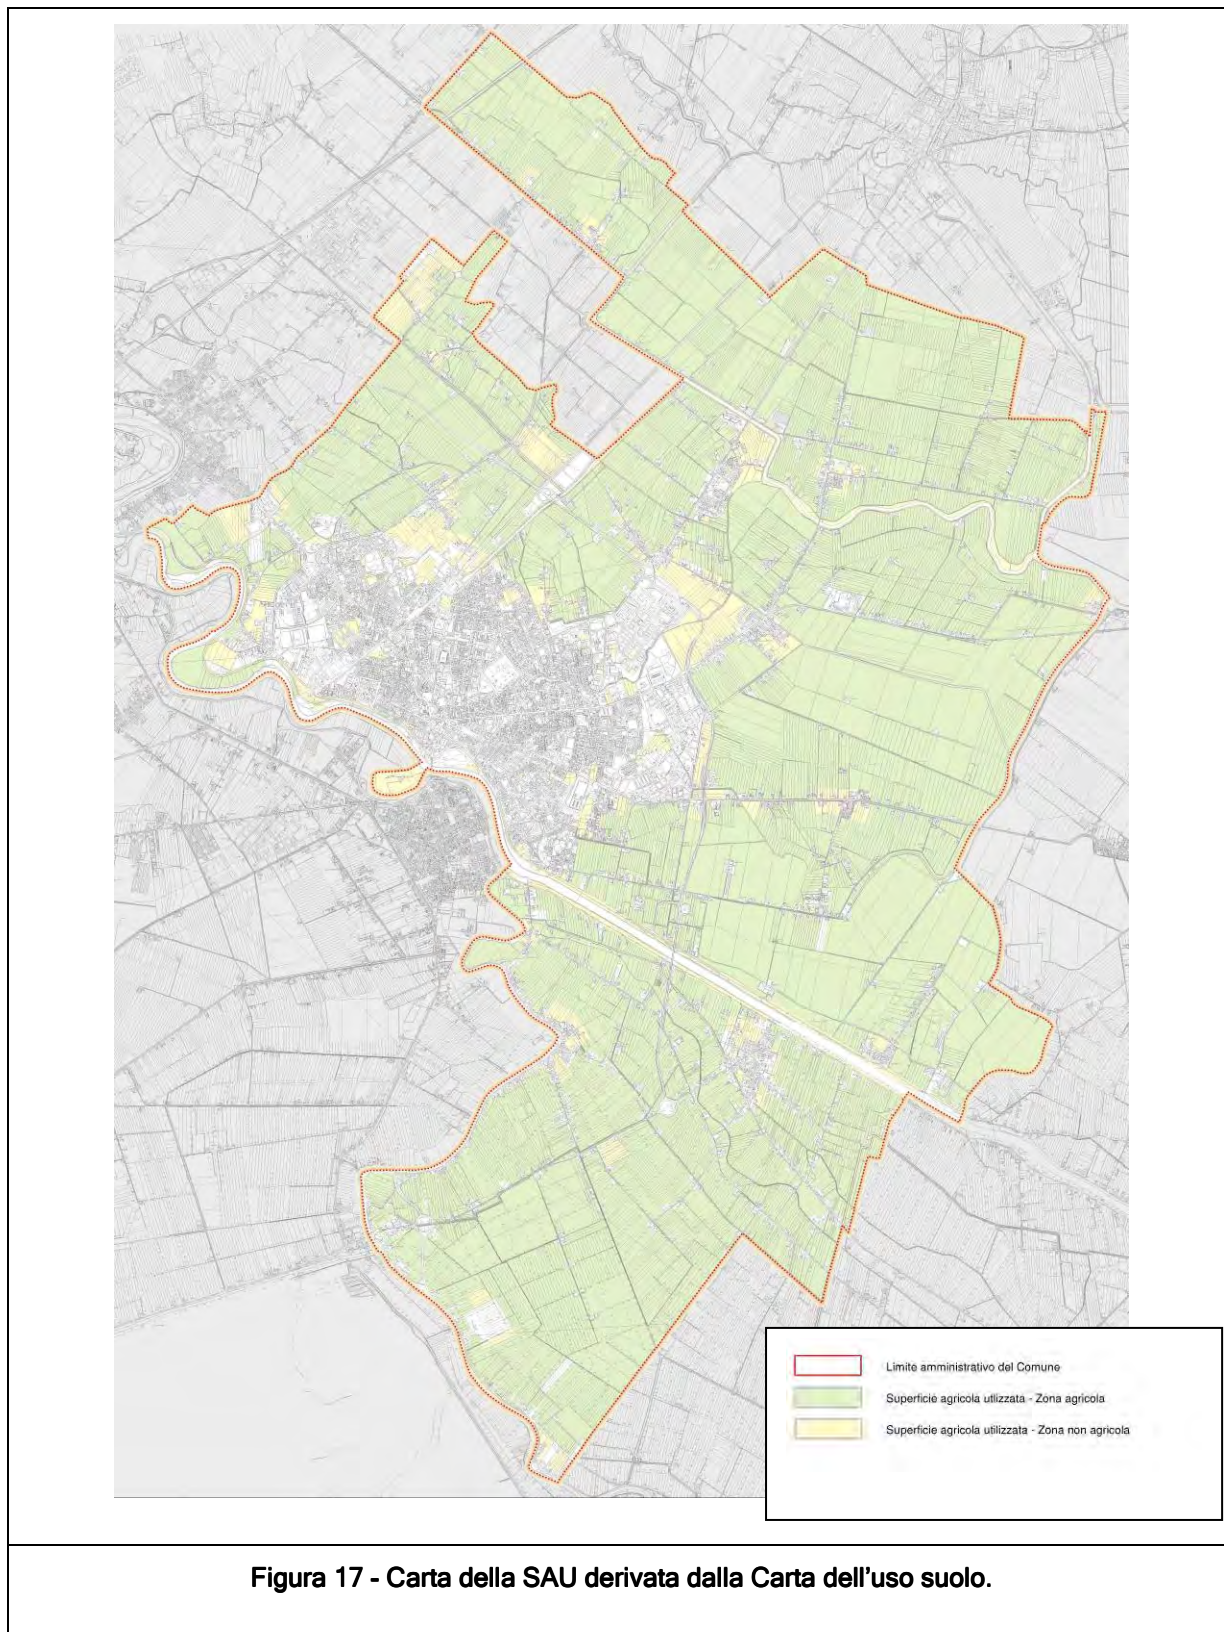 Limite amministrativo del Comune
Superficie agricola utlizzata - Zona agricola
Superficie agricola utilizzata - Zona non agricola
Figura 17 - Carta della SAU derivata dalla Carta dell'uso suolo.